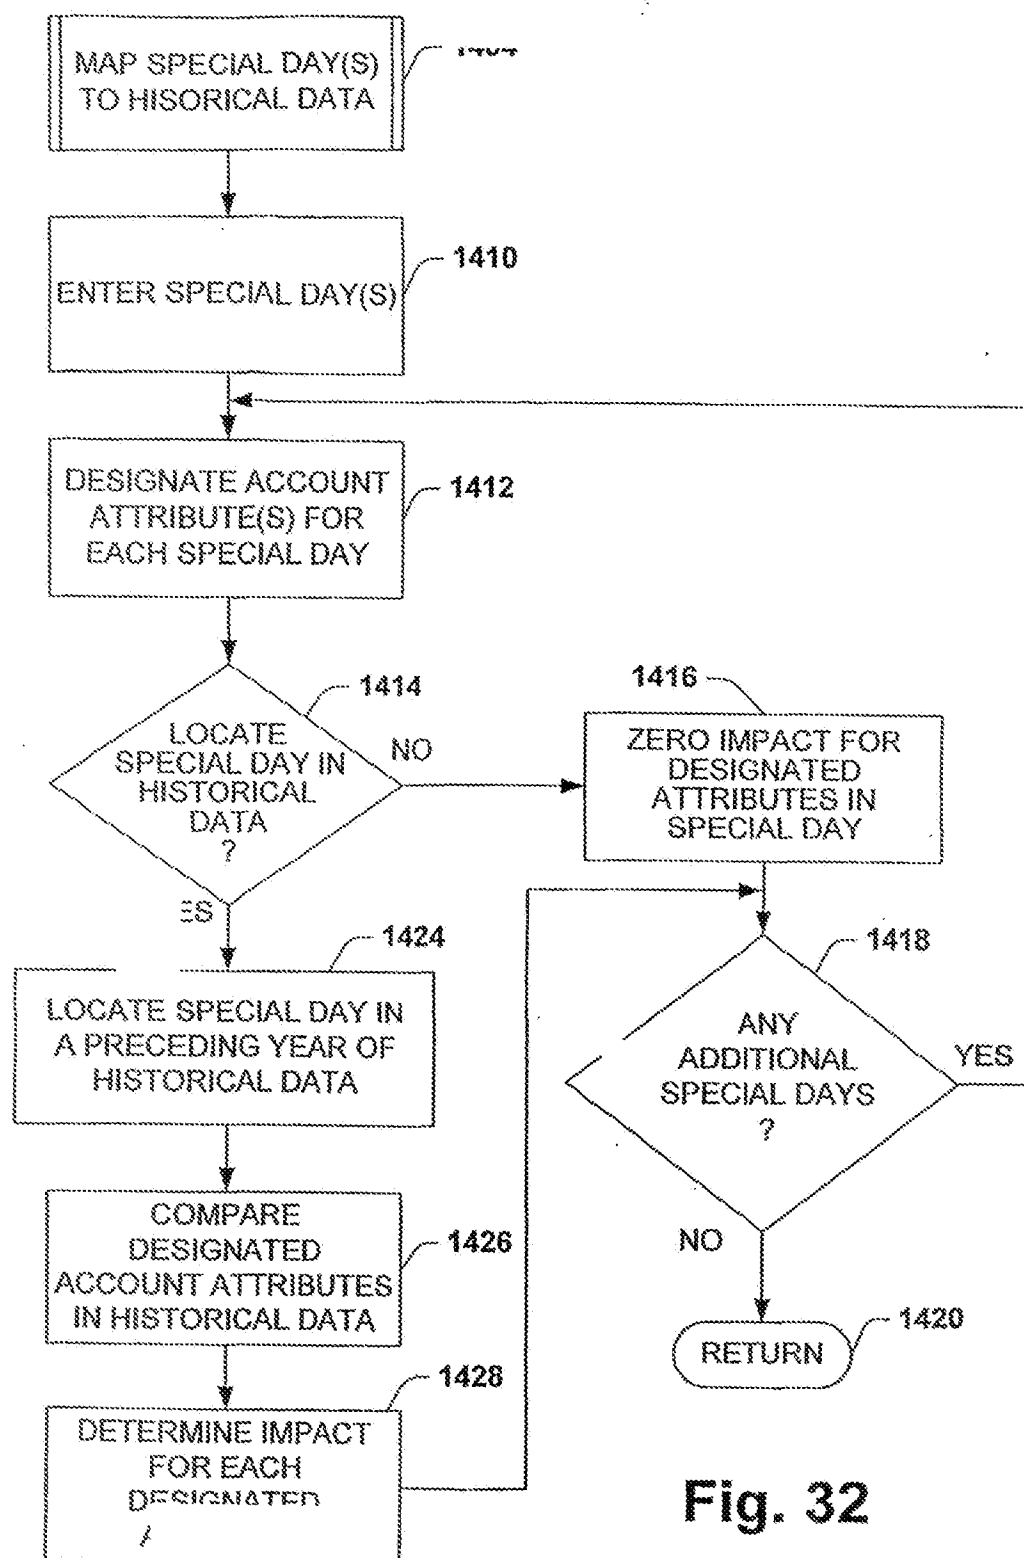 MAP SPECIAL DAY(S)
TO HISORICAL DATA
ENTER SPECIAL DAY(S)
1410
DESIGNATE ACCOUNT
ATTRIBUTE(S) FOR
EACH SPECIAL DAY
1412
LOCATE
SPECIAL DAY IN
HISTORICAL
DATA
?
1414
NO
1416
ZERO IMPACT FOR
DESIGNATED
ATTRIBUTES IN
SPECIAL DAY
1424
LOCATE SPECIAL DAY IN
A PRECEDING YEAR OF
HISTORICAL DATA
1418
ANY
ADDITIONAL
SPECIAL DAYS
?
YES
NO
COMPARE
DESIGNATED
ACCOUNT ATTRIBUTES
IN HISTORICAL DATA
1426
RETURN
1420
1428
DETERMINE IMPACT
FOR EACH
DESIGNATED
Fig. 32